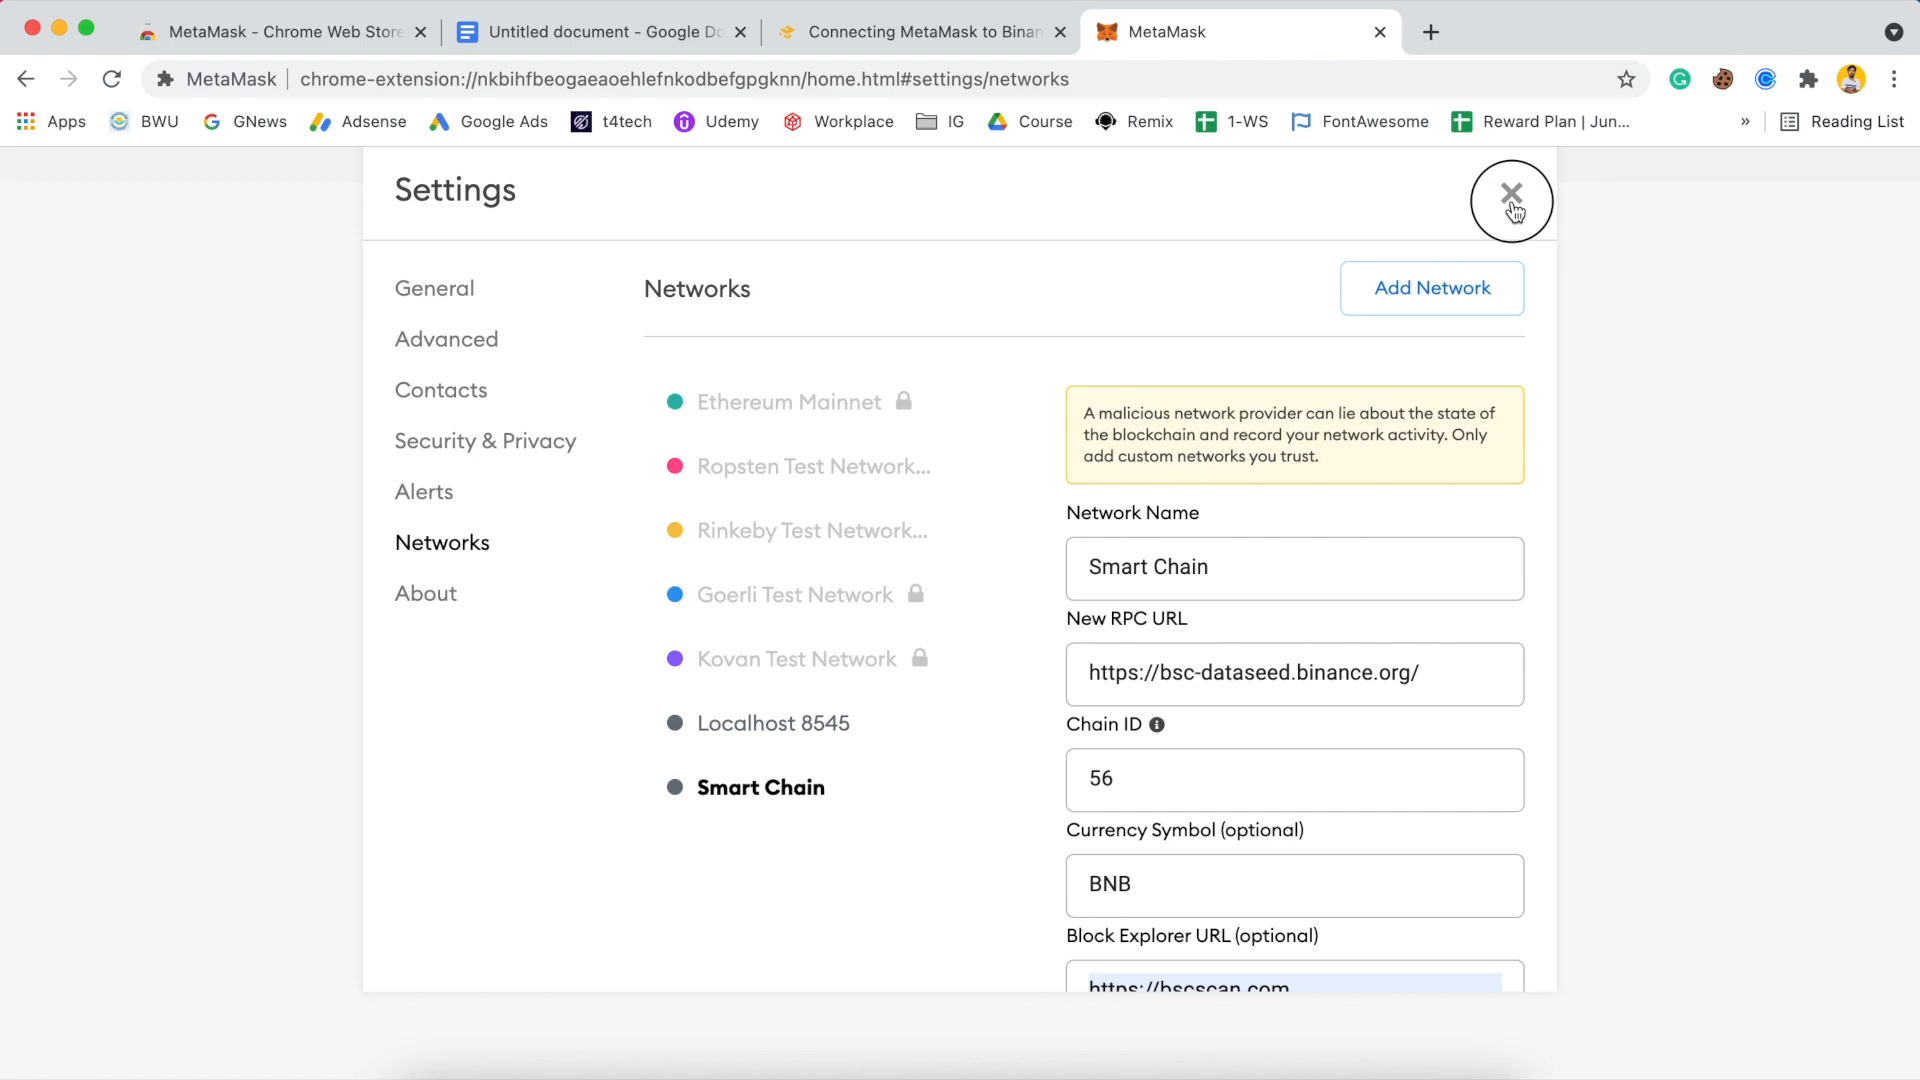 MetaMask - Chrome Web Store
Untitled document - Google Do
Connecting MetaMask to Binan
MetaMask
MetaMask
chrome-extension://nkbihfbeogaeaoehlefnkodbefgpgknn/home.html#settings/networks
Apps
BWU
GNews
Adsense
Google Ads
t4tech
Udemy
Workplace
IG
Course
Remix
1-WS
FontAwesome
Reward Plan | Jun...
»
Reading List
Settings
General
Advanced
Contacts
Security & Privacy
Alerts
Networks
About
Networks
Add Network
Ethereum Mainnet
Ropsten Test Network...
Rinkeby Test Network...
Goerli Test Network
Kovan Test Network
Localhost 8545
Smart Chain
A malicious network provider can lie about the state of
the blockchain and record your network activity. Only
add custom networks you trust.
Network Name
Smart Chain
New RPC URL
https://bsc-dataseed.binance.org/
Chain ID
56
Currency Symbol (optional)
BNB
Block Explorer URL (optional)
https://bscscan.com